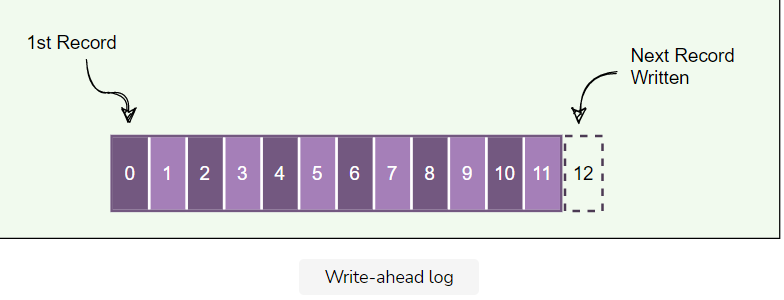 1st Record
Next Record
Written
0 1 2 3 4 5 6 7 8 9 10 11 12
Write-ahead log